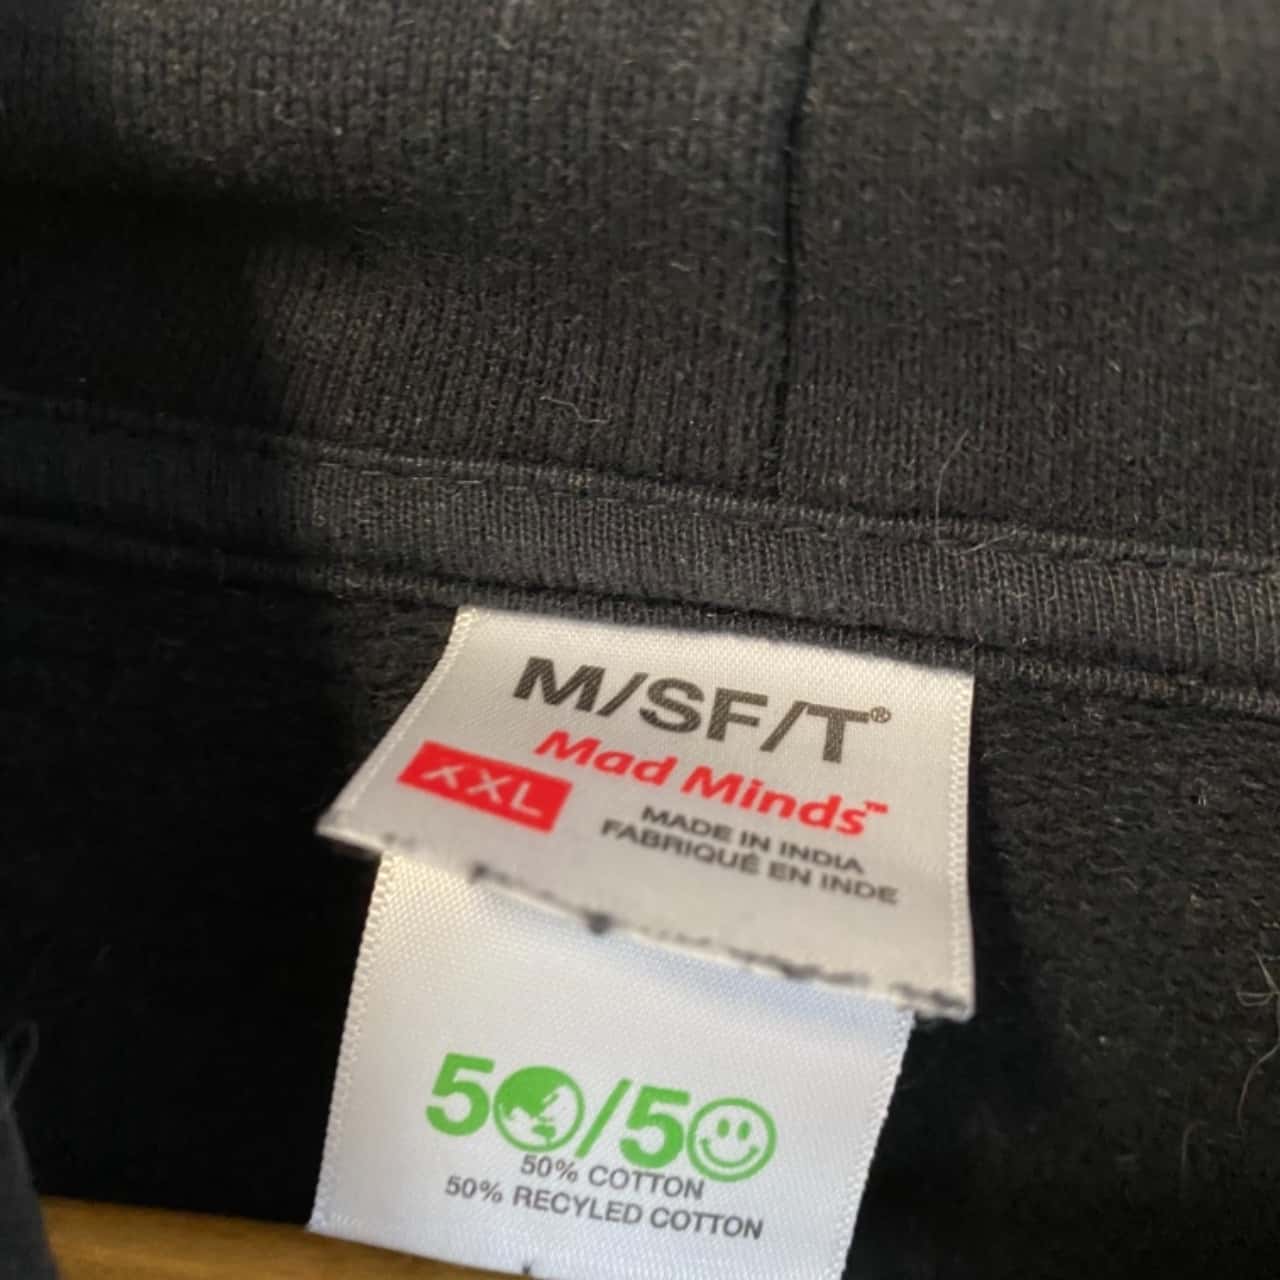 M/SF/T®
Mad Minds™
XXL
MADE IN INDIA
FABRIQUÉ EN INDE
50/50
50% COTTON
50% RECYLED COTTON